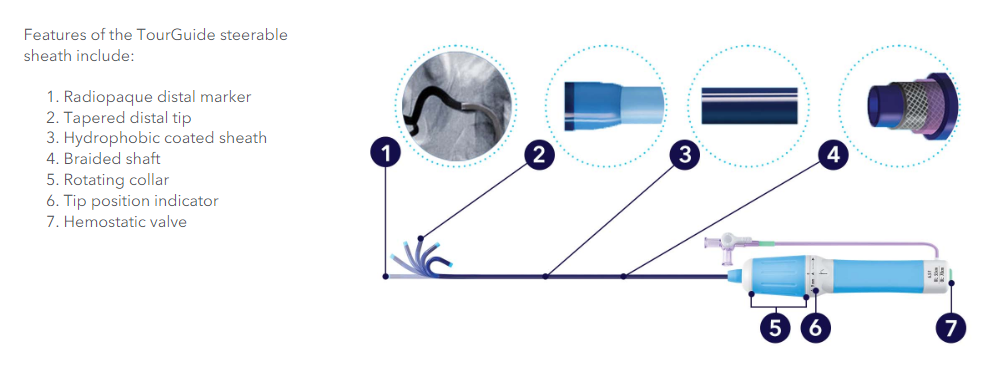 Features of the TourGuide steerable
sheath include:
1. Radiopaque distal marker
2. Tapered distal tip
3. Hydrophobic coated sheath
4. Braided shaft
5. Rotating collar
6. Tip position indicator
7. Hemostatic valve
1
2
3
4
5
6
7